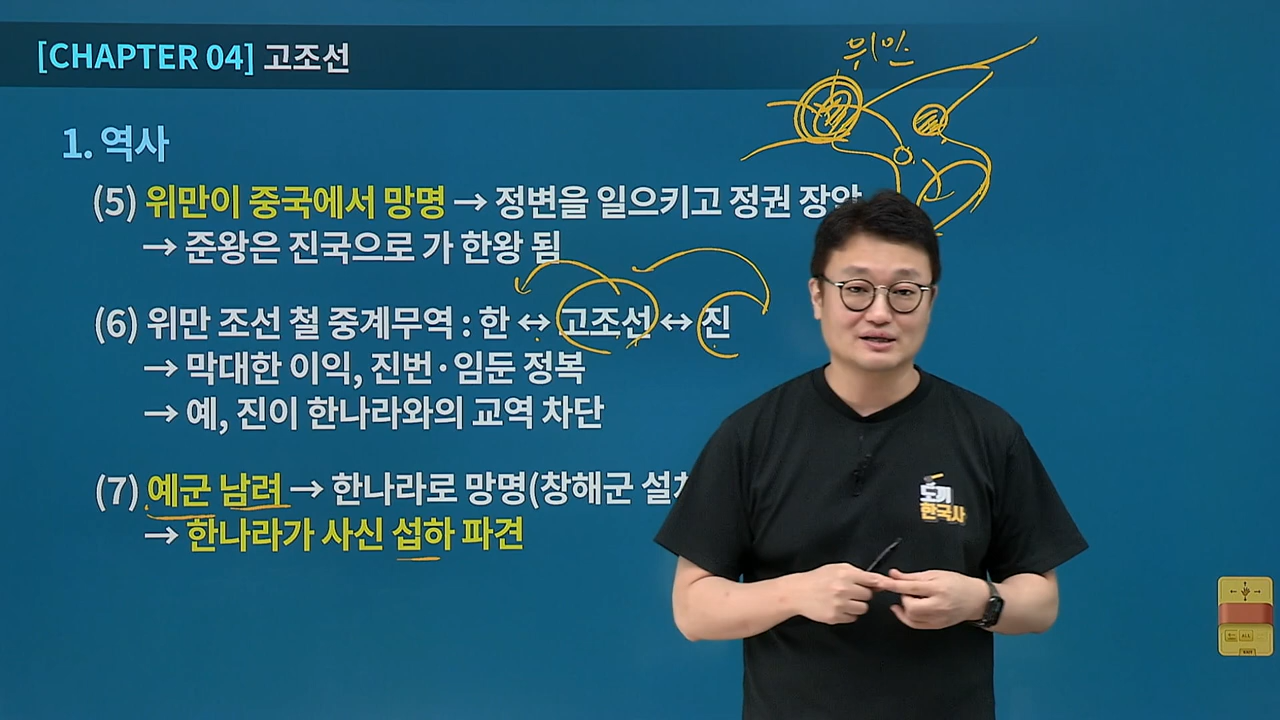 [CHAPTER 04] 고조선
위만
1. 역사
(5) 위만이 중국에서 망명 → 정변을 일으키고 정권 장악
→ 준왕은 진국으로 가 한왕 됨
(6) 위만 조선 철 중계무역 : 한 ↔ 고조선 ↔ 진
→ 막대한 이익, 진번·임둔 정복
→ 예, 진이 한나라와의 교역 차단
(7) 예군 남려 → 한나라로 망명(창해군 설치
→ 한나라가 사신 섭하 파견
도끼
한국사
ALL